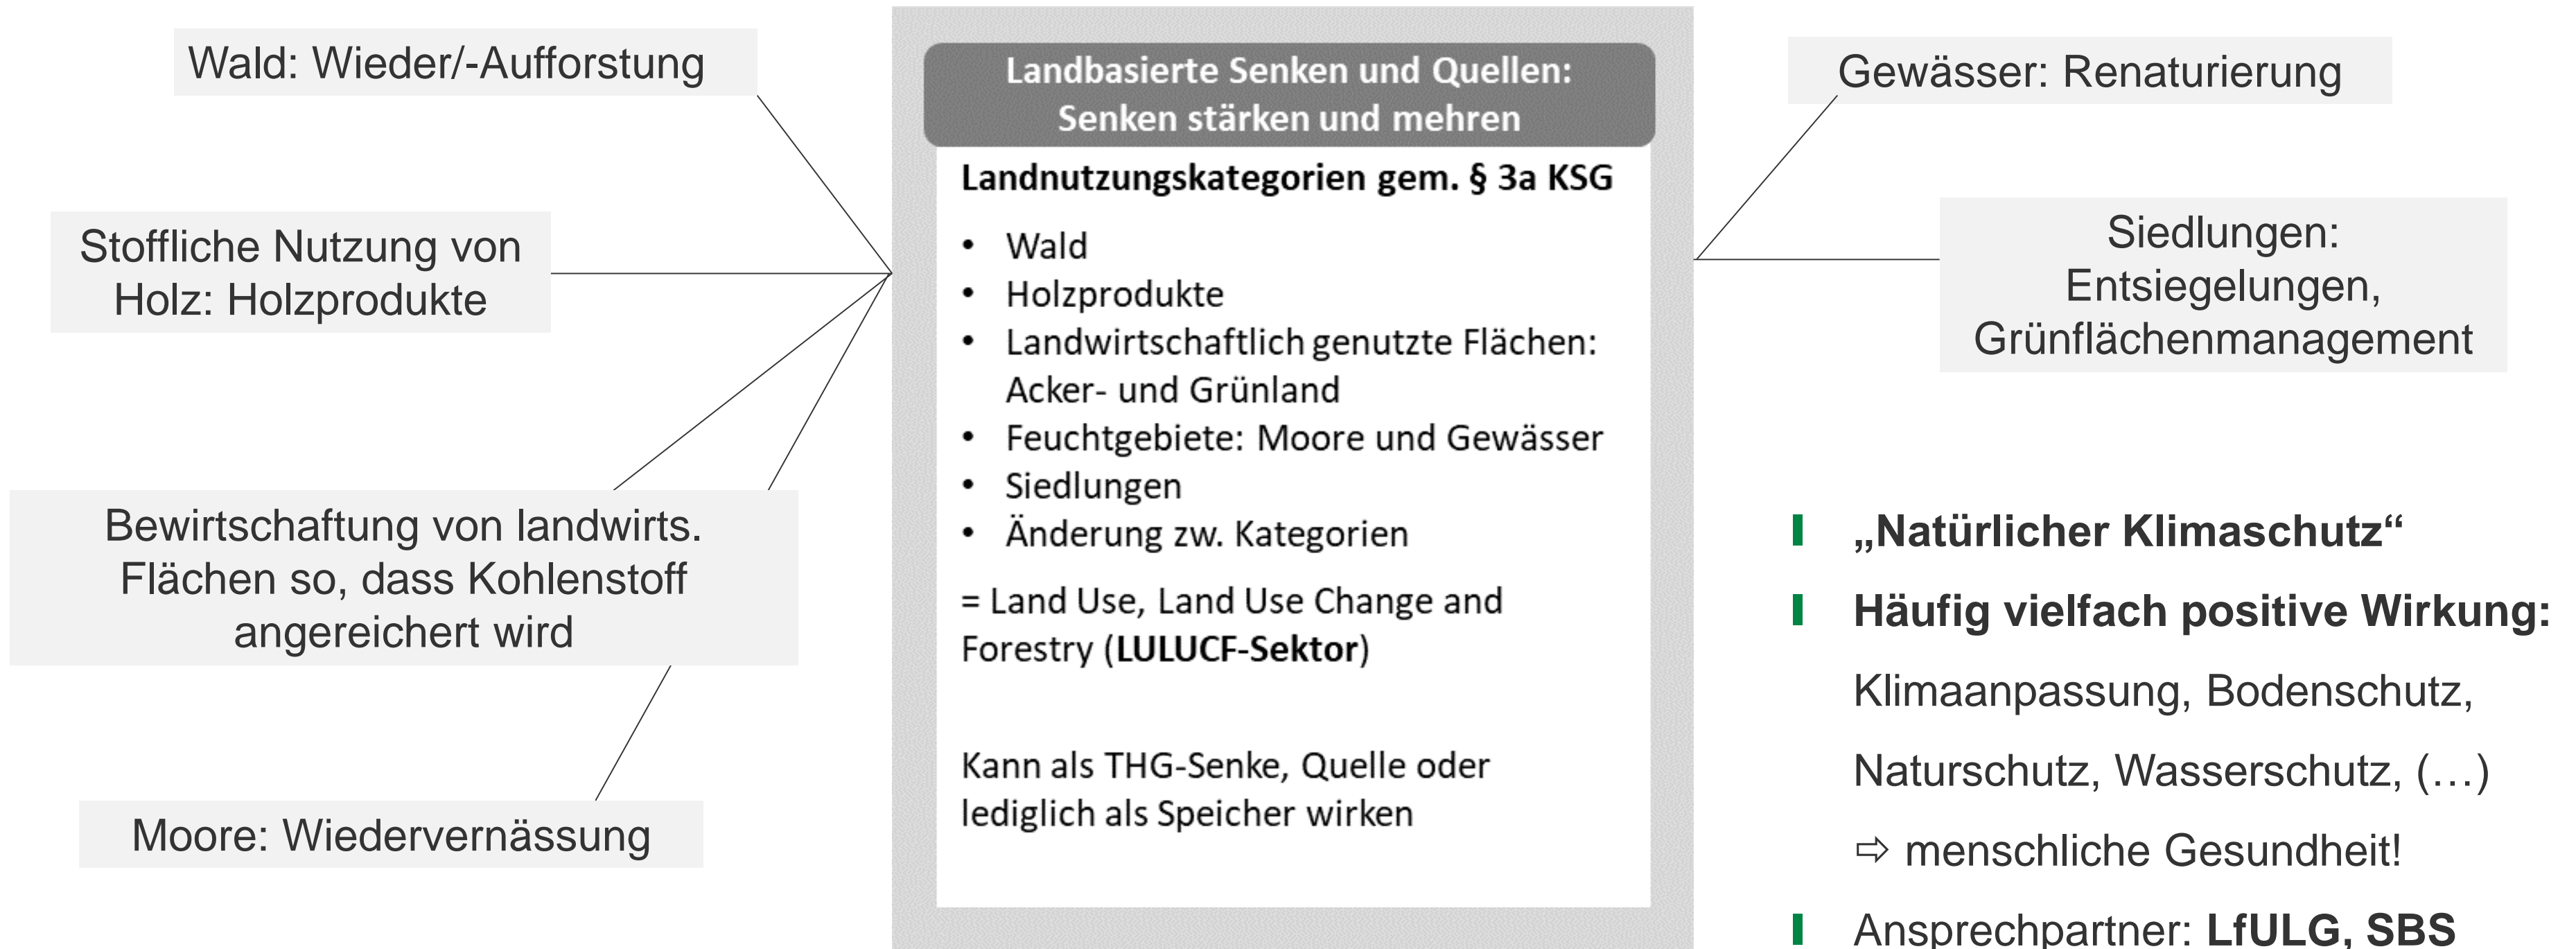 Wald: Wieder/-Aufforstung
Stoffliche Nutzung von
Holz: Holzprodukte
Bewirtschaftung von landwirts.
Flächen so, dass Kohlenstoff
angereichert wird
Moore: Wiedervernässung
Landbasierte Senken und Quellen:
Senken stärken und mehren
Landnutzungskategorien gem. § 3a KSG
• Wald
• Holzprodukte
• Landwirtschaftlich genutzte Flächen:
Acker- und Grünland
• Feuchtgebiete: Moore und Gewässer
• Siedlungen
• Änderung zw. Kategorien
= Land Use, Land Use Change and
Forestry (LULUCF-Sektor)
Kann als THG-Senke, Quelle oder
lediglich als Speicher wirken
Gewässer: Renaturierung
Siedlungen:
Entsiegelungen,
Grünflächenmanagement
„Natürlicher Klimaschutz“
Häufig vielfach positive Wirkung:
Klimaanpassung, Bodenschutz,
Naturschutz, Wasserschutz, (…)
⇨ menschliche Gesundheit!
Ansprechpartner: LfULG, SBS